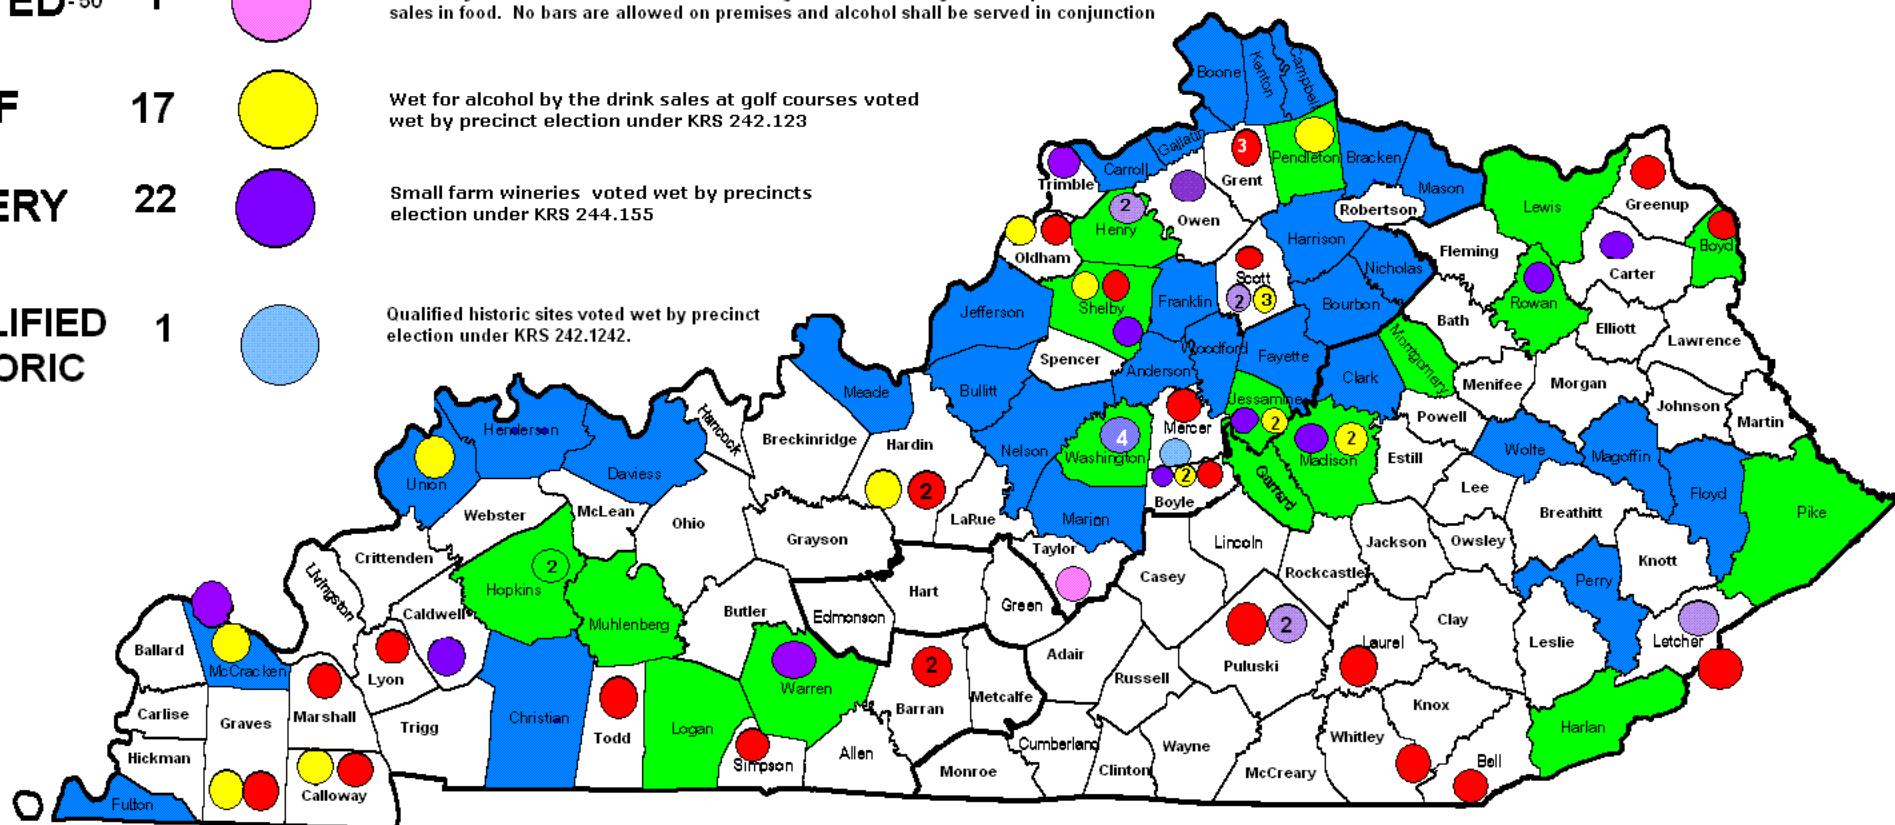 ED-50 1
sales in food. No bars are allowed on premises and alcohol shall be served in conjunction
F 17
Wet for alcohol by the drink sales at golf courses voted
wet by precinct election under KRS 242.123
ERY 22
Small farm wineries voted wet by precincts
election under KRS 244.155
LIFIED
ORIC
1
Qualified historic sites voted wet by precinct
election under KRS 242.1242.
Boone
Kenton
Campbell
Gallatin
Carroll
Trimble
3
Grent
Pendleton
Bracken
Mason
Robertson
Lewis
Greenup
Boyd
Carter
Fleming
Rowan
Owen
2
Henry
Oldham
Shelby
Scott
2
3
Harrison
Nicholas
Bourbon
Franklin
Jefferson
Spencer
Woodford
Fayette
Anderson
Bullitt
Clark
Montgomery
Bath
Elliott
Lawrence
Menifee
Morgan
Johnson
Martin
Powell
Jessamine
2
Mercer
2
Boyle
4
Washington
Nelson
Marion
Garrard
2
Madison
Estill
Wolte
Magoffin
Floyd
Pike
Lee
Breathitt
Knott
Owsley
Jackson
Rockcastle
Lincoln
Casey
Taylor
Green
LaRue
Hardin
2
Meade
Breckinridge
Hancock
Daviess
Henderson
Union
Webster
McLean
Ohio
Grayson
Hart
Edmonson
Butler
Muhlenberg
2
Hopkins
Crittenden
Livingston
Caldwell
Lyon
Ballard
McCracken
Carlise
Graves
Marshall
Hickman
Fulton
Calloway
Trigg
Christian
Todd
Logan
Simpson
Warren
Allen
2
Barran
Metcalfe
Monroe
Adair
Russell
Cumberland
Clinton
Wayne
2
Puluski
McCreary
Whitley
Laurel
Knox
Bell
Clay
Leslie
Perry
Letcher
Harlan